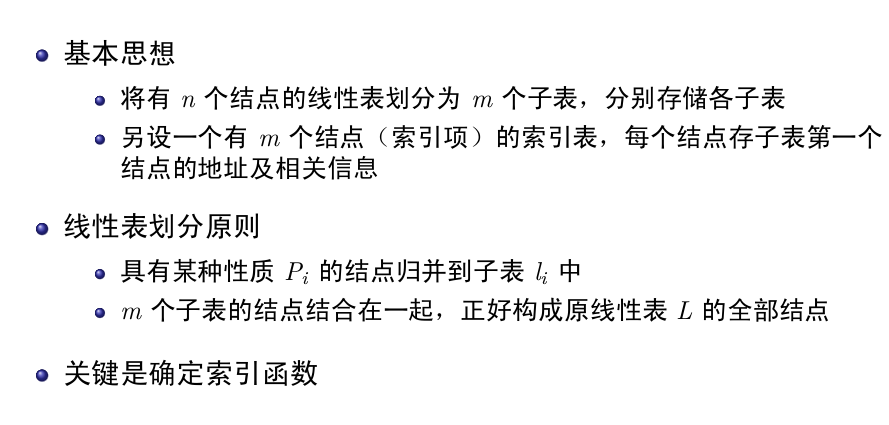 基本思想
将有 n 个结点的线性表划分为 m 个子表，分别存储各子表
另设一个有 m 个结点（索引项）的索引表，每个结点存子表第一个
结点的地址及相关信息
线性表划分原则
具有某种性质 Pi 的结点归并到子表 li 中
m 个子表的结点结合在一起，正好构成原线性表 L 的全部结点
关键是确定索引函数